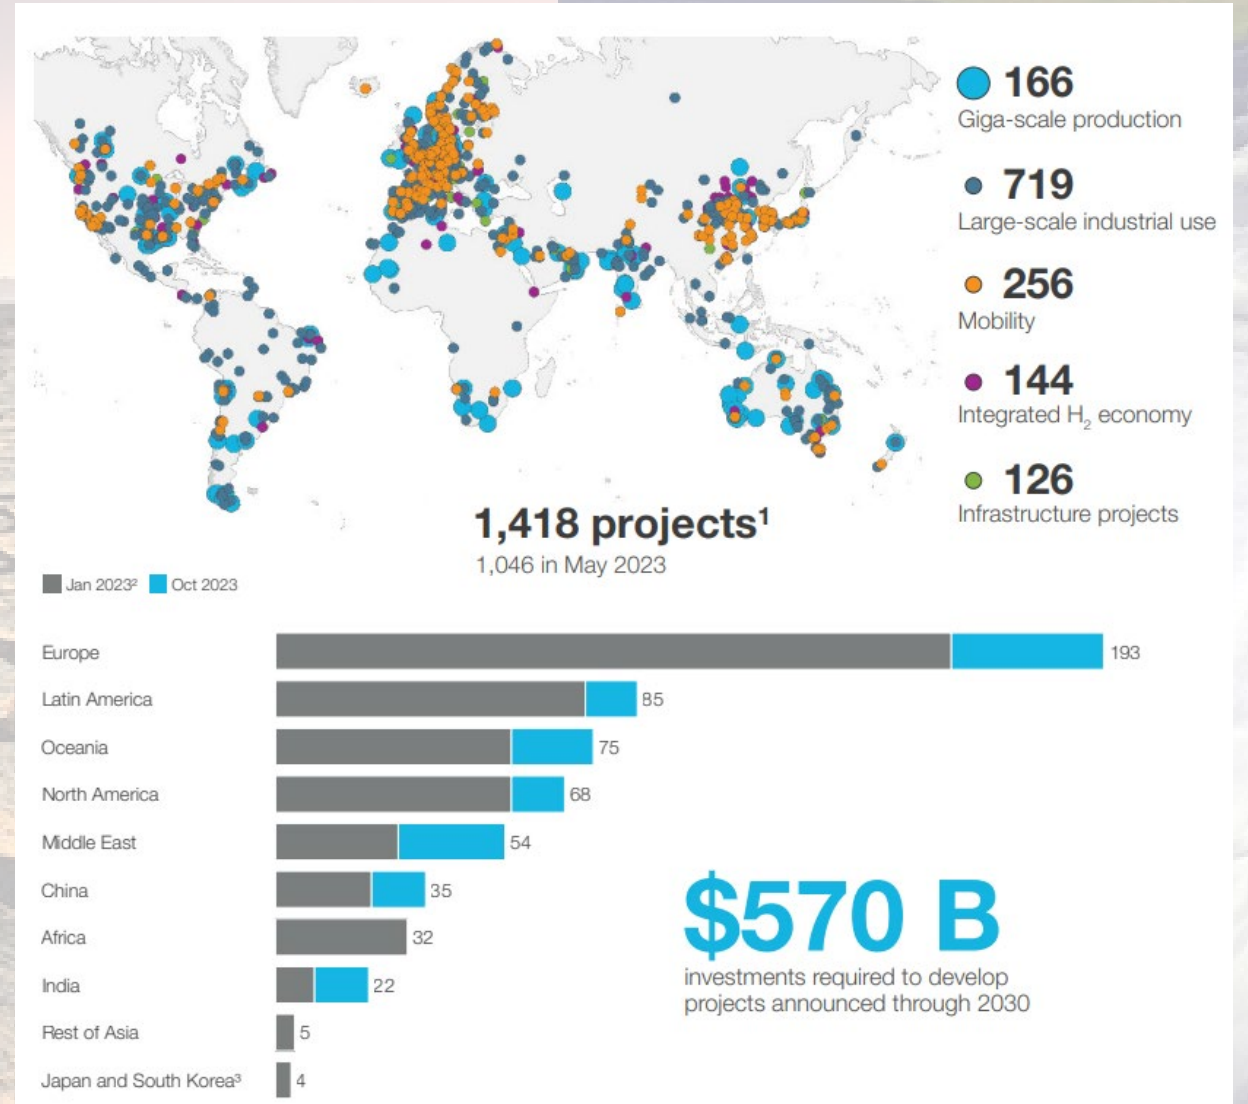 166
Giga-scale production
719
Large-scale industrial use
256
Mobility
144
Integrated H₂ economy
126
Infrastructure projects
1,418 projects¹
1,046 in May 2023
Jan 2023² Oct 2023
Europe 193
Latin America 85
Oceania 75
North America 68
Middle East 54
China 35
Africa 32
India 22
Rest of Asia 5
Japan and South Korea³ 4
$570 B
investments required to develop
projects announced through 2030